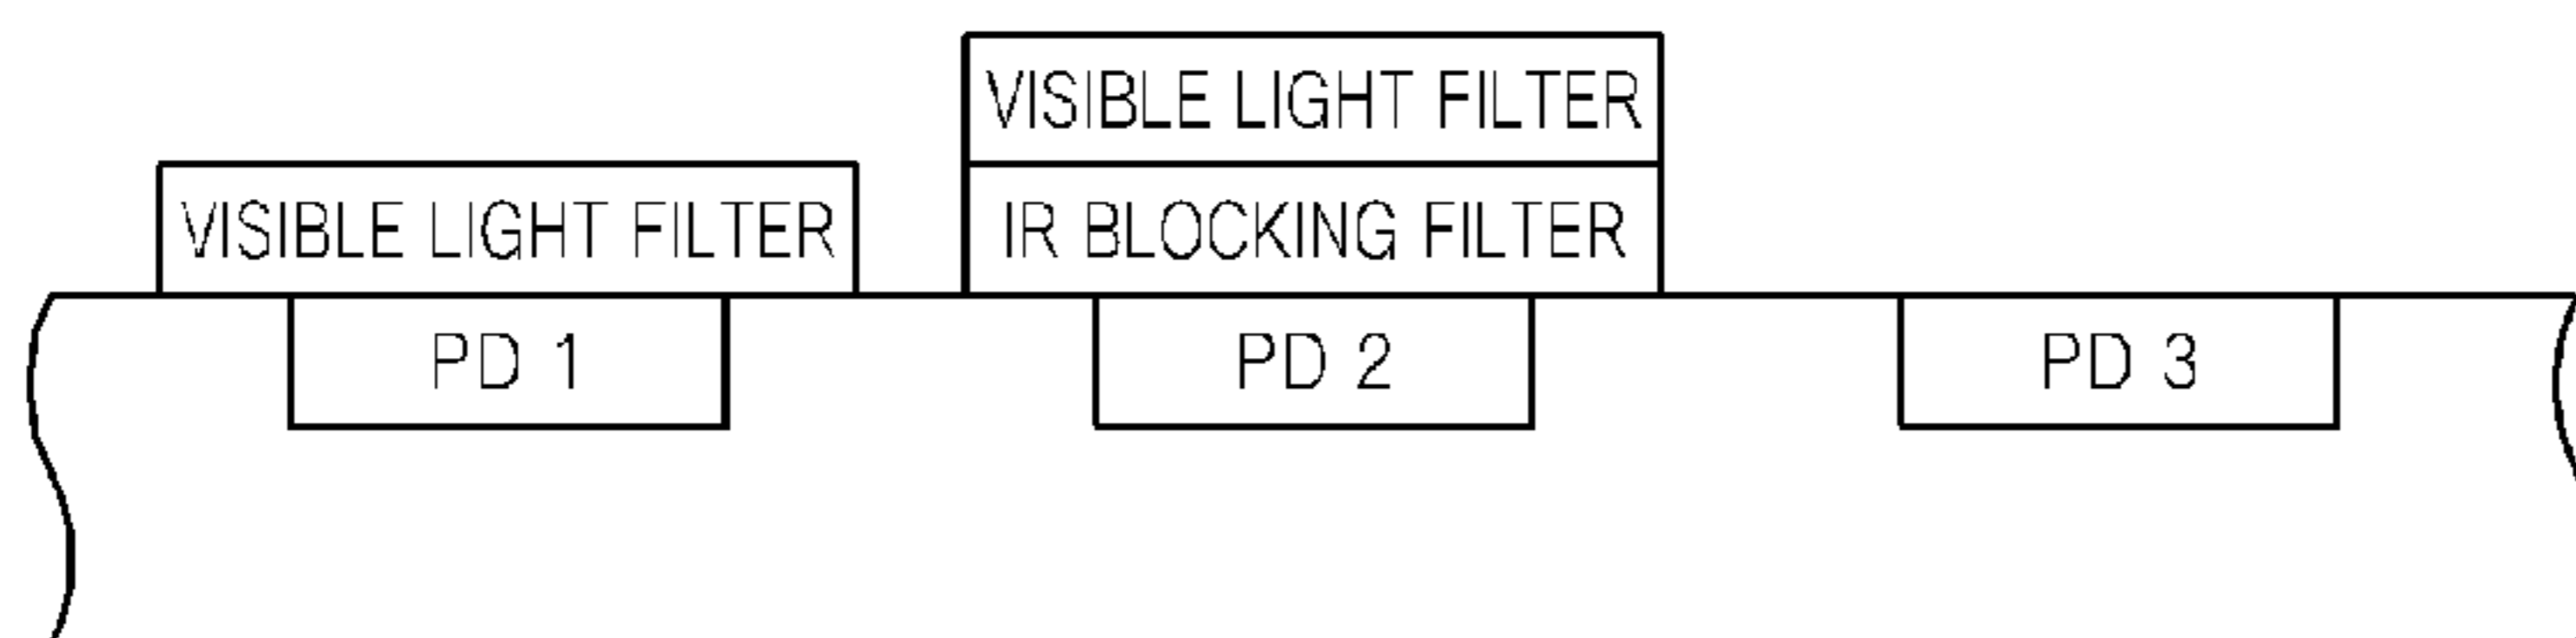 VISIBLE LIGHT FILTER
VISIBLE LIGHT FILTER
IR BLOCKING FILTER
PD 1
PD 2
PD 3